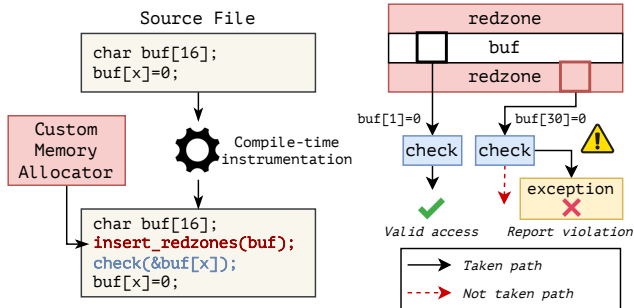 Source File
char buf[16];
buf[x]=0;
Custom
Memory
Allocator
Compile-time
instrumentation
char buf[16];
insert_redzones(buf);
check(&buf[x]);
buf[x]=0;
redzone
buf
redzone
buf[1]=0
buf[30]=0
check
check
exception
Valid access
Report violation
Taken path
Not taken path